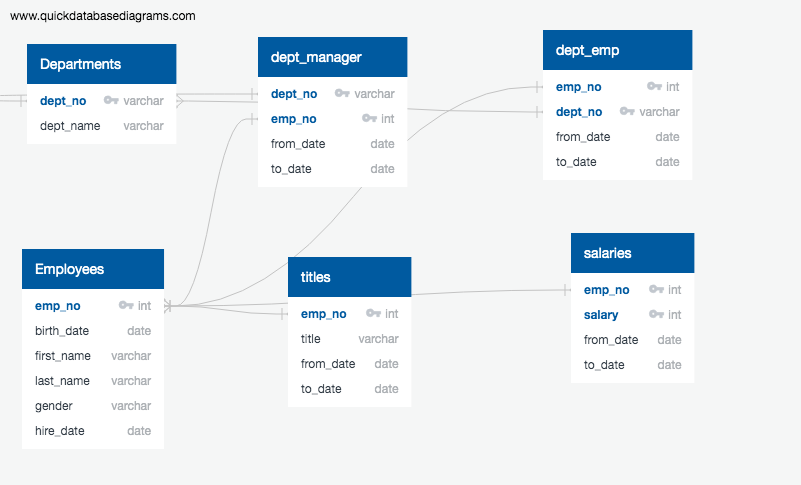 www.quickdatabasediagrams.com
Departments
dept_no varchar
dept_name varchar
dept_manager
dept_no varchar
emp_no int
from_date date
to_date date
dept_emp
emp_no int
dept_no varchar
from_date date
to_date date
Employees
emp_no int
birth_date date
first_name varchar
last_name varchar
gender varchar
hire_date date
titles
emp_no int
title varchar
from_date date
to_date date
salaries
emp_no int
salary int
from_date date
to_date date